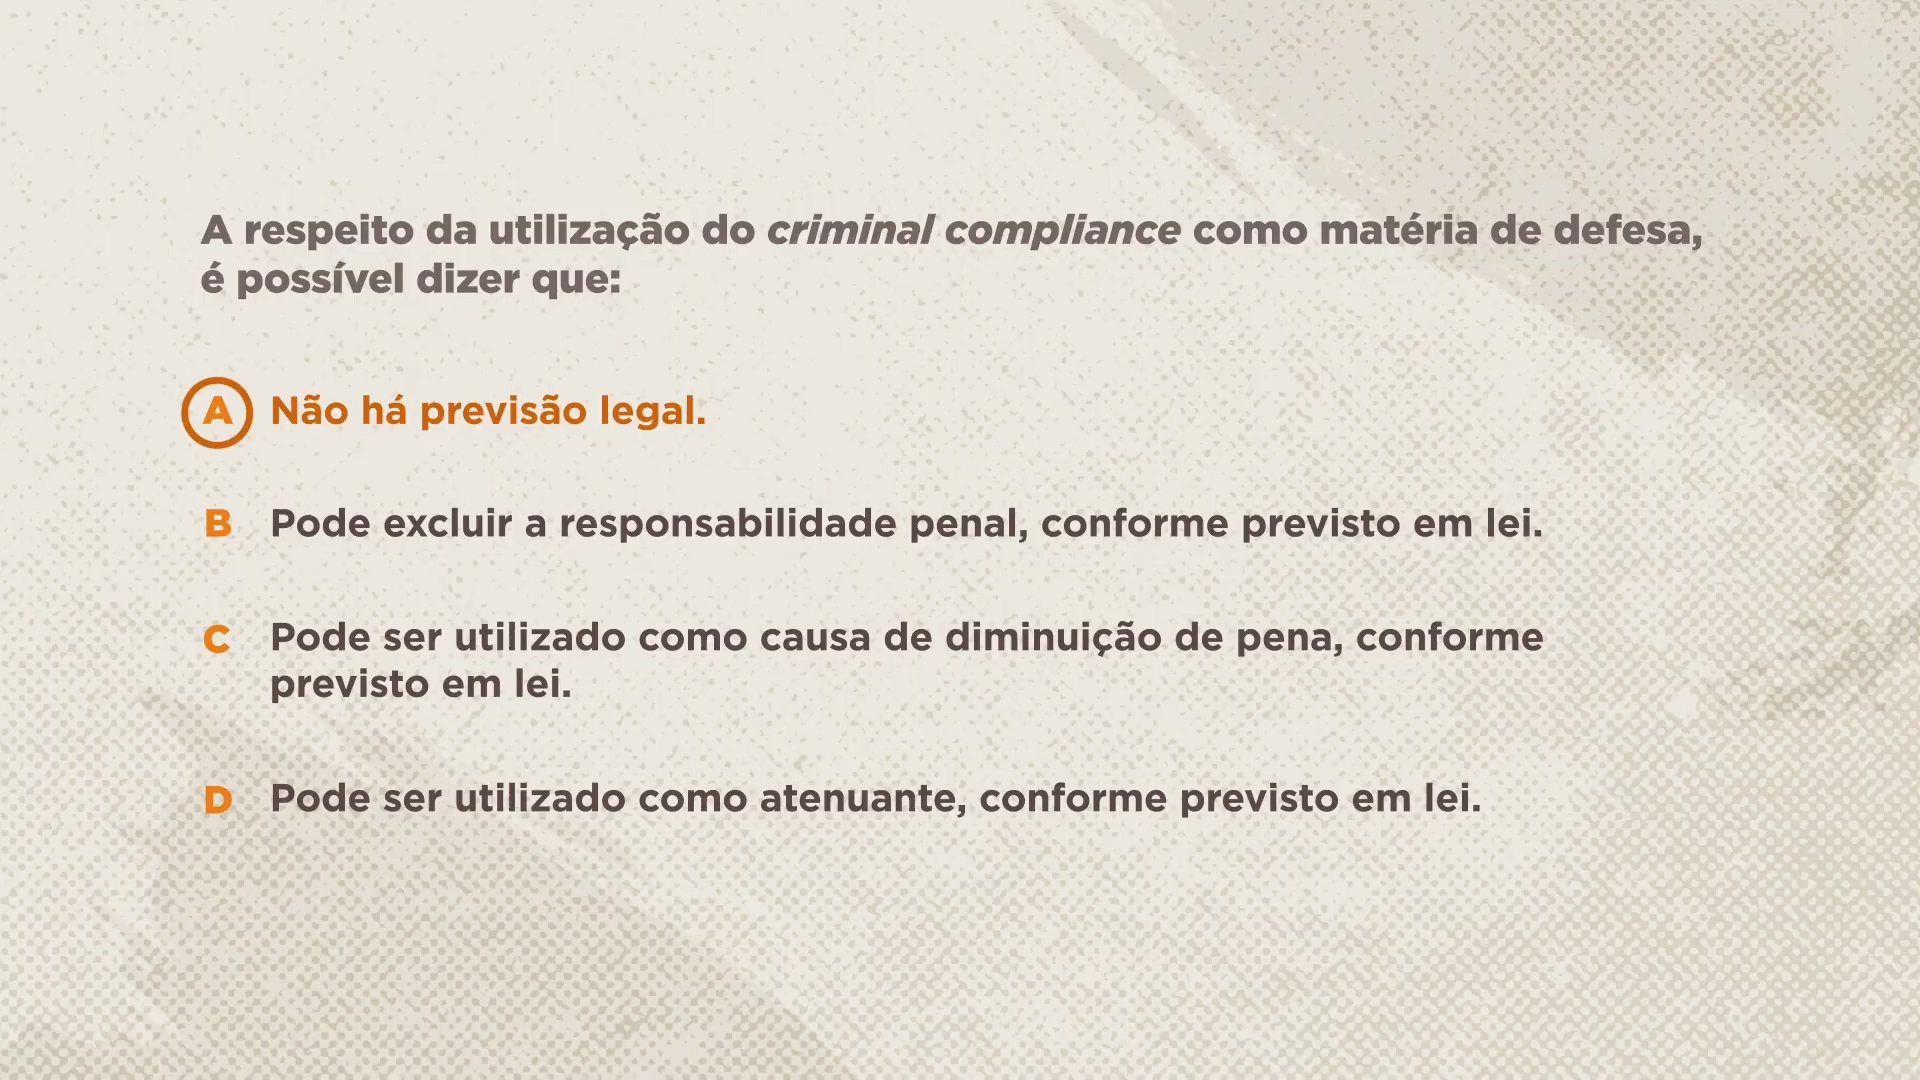 A respeito da utilização do criminal compliance como matéria de defesa,
é possível dizer que:
A Não há previsão legal.
B Pode excluir a responsabilidade penal, conforme previsto em lei.
C Pode ser utilizado como causa de diminuição de pena, conforme
previsto em lei.
D Pode ser utilizado como atenuante, conforme previsto em lei.